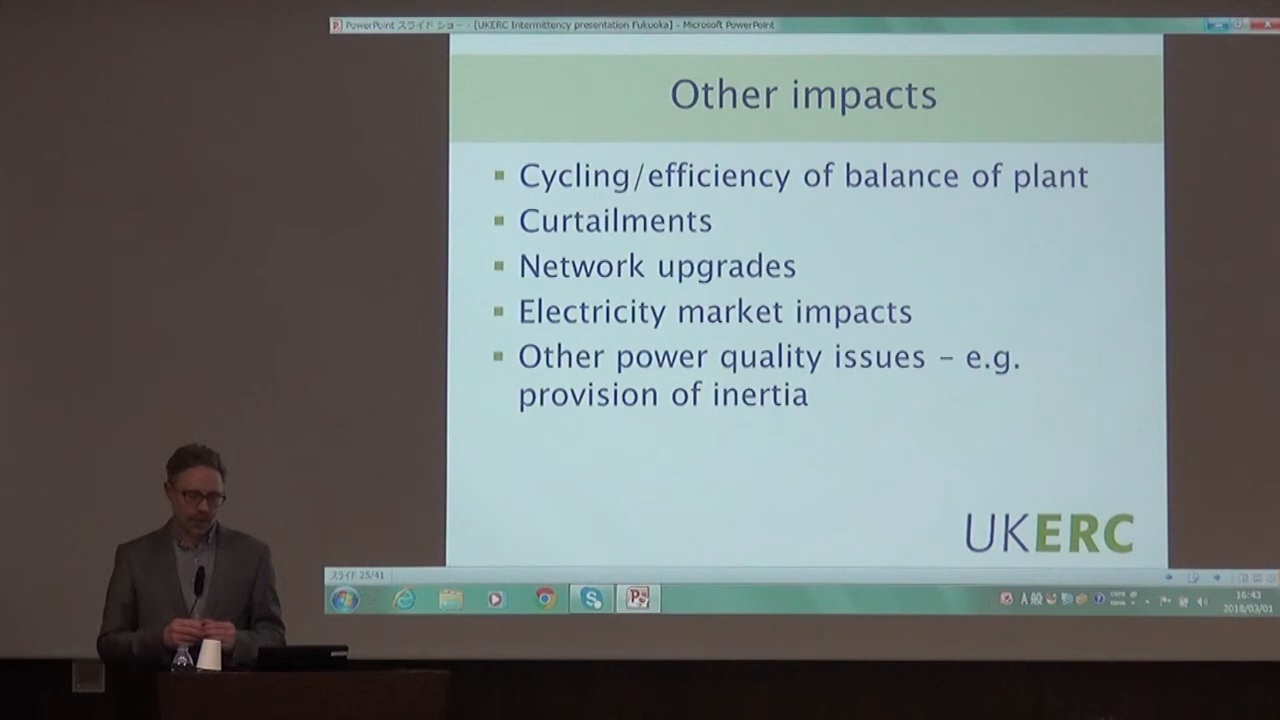 PowerPoint スライド ショー - [UKERC Intermittency presentation Fukuoka] - Microsoft PowerPoint
Other impacts
Cycling/efficiency of balance of plant
Curtailments
Network upgrades
Electricity market impacts
Other power quality issues – e.g.
provision of inertia
UKERC
スライド 25/41
A 般
16:43
2018/03/01